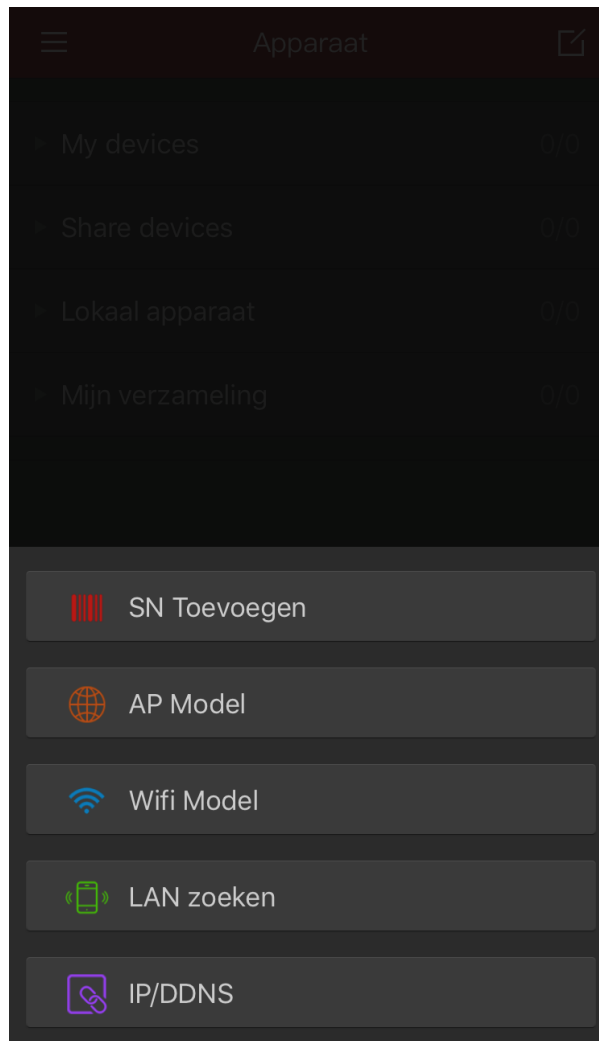 Apparaat
My devices 0/0
Share devices 0/0
Lokaal apparaat 0/0
Mijn verzameling 0/0
SN Toevoegen
AP Model
Wifi Model
LAN zoeken
IP/DDNS